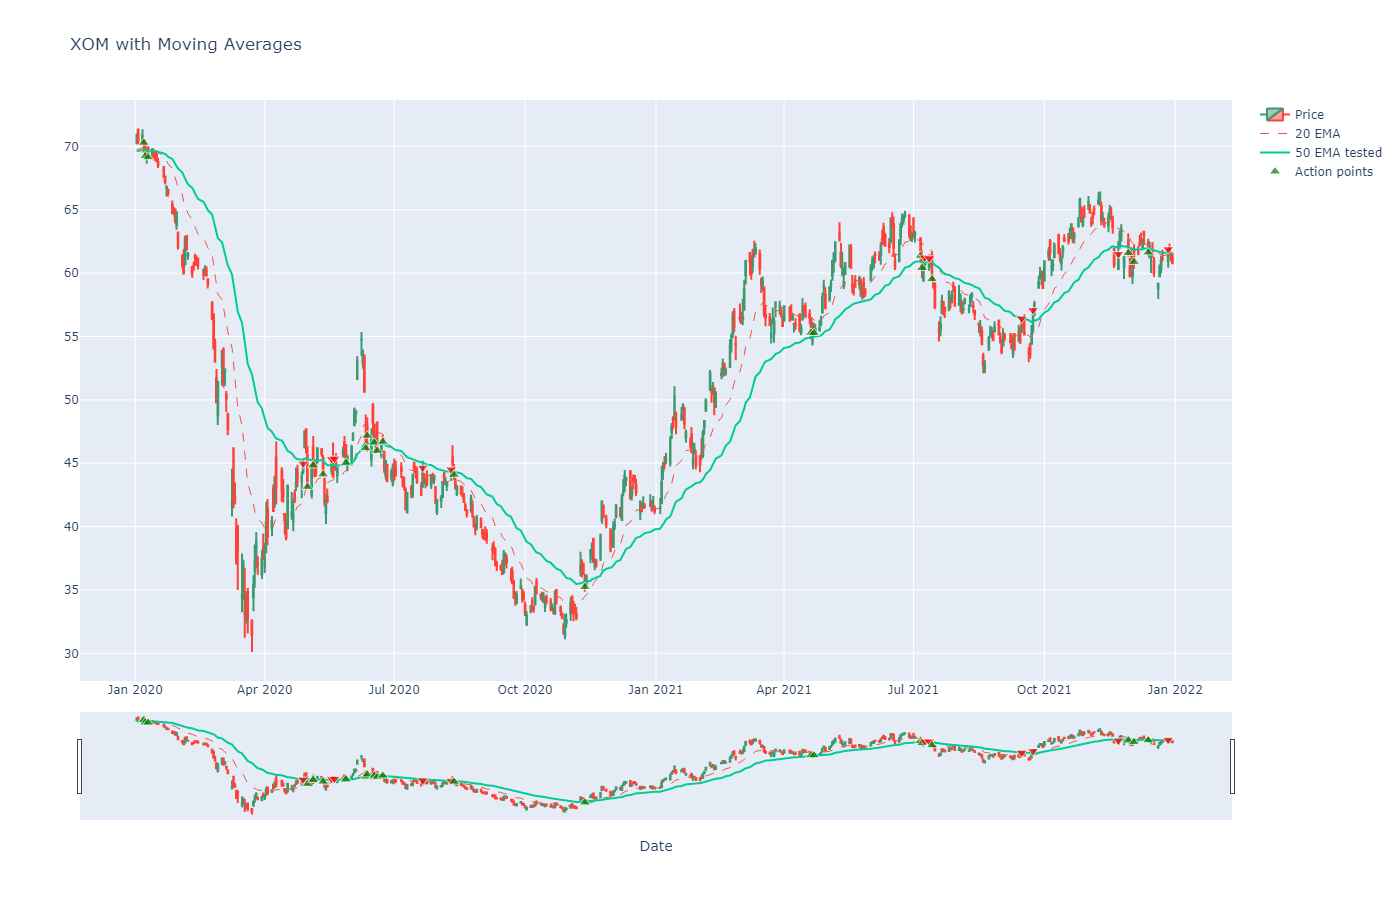 XOM with Moving Averages
Price
20 EMA
50 EMA tested
Action points
70
65
60
55
50
45
40
35
30
Jan 2020
Apr 2020
Jul 2020
Oct 2020
Jan 2021
Apr 2021
Jul 2021
Oct 2021
Jan 2022
Date